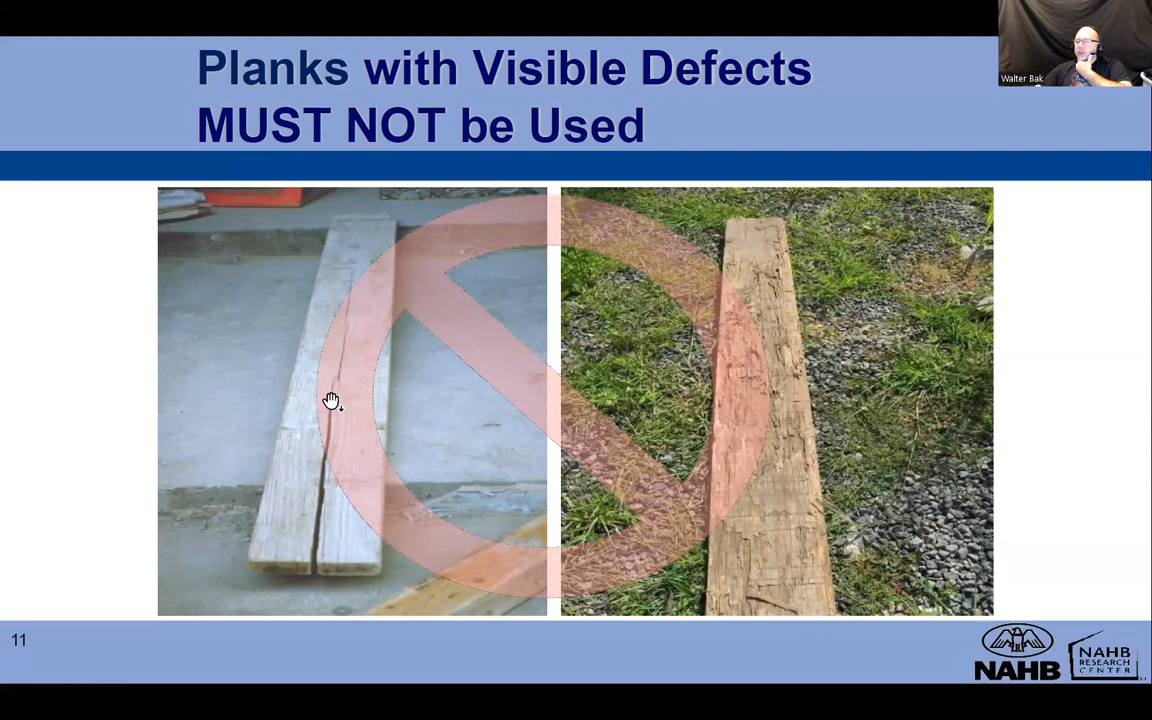 Planks with Visible Defects
MUST NOT be Used
Walter Bak
11
NAHB
NAHB
RESEARCH
CENTER